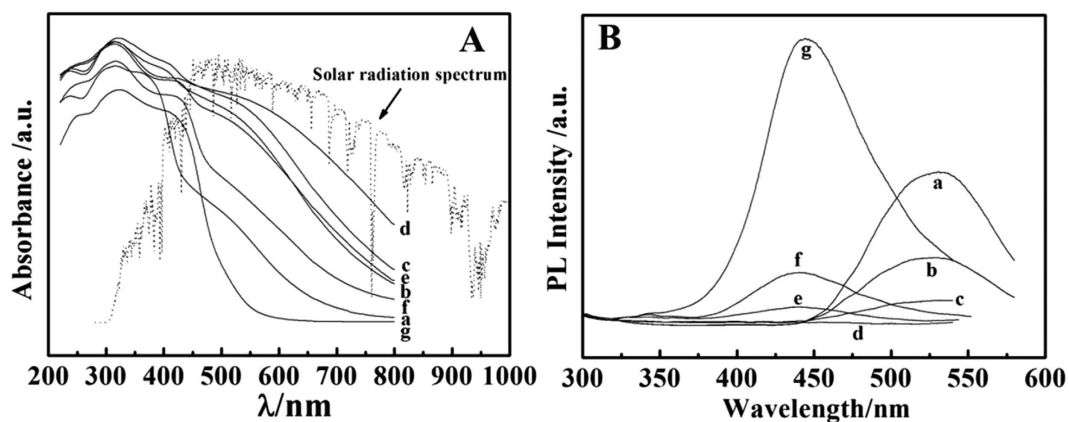 A
Solar radiation spectrum
d
c
e
b
f
a
g
Absorbance /a.u.
200 300 400 500 600 700 800 900 1000
λ/nm
B
g
a
b
f
c
e
d
PL Intensity /a.u.
300 350 400 450 500 550 600
Wavelength/nm